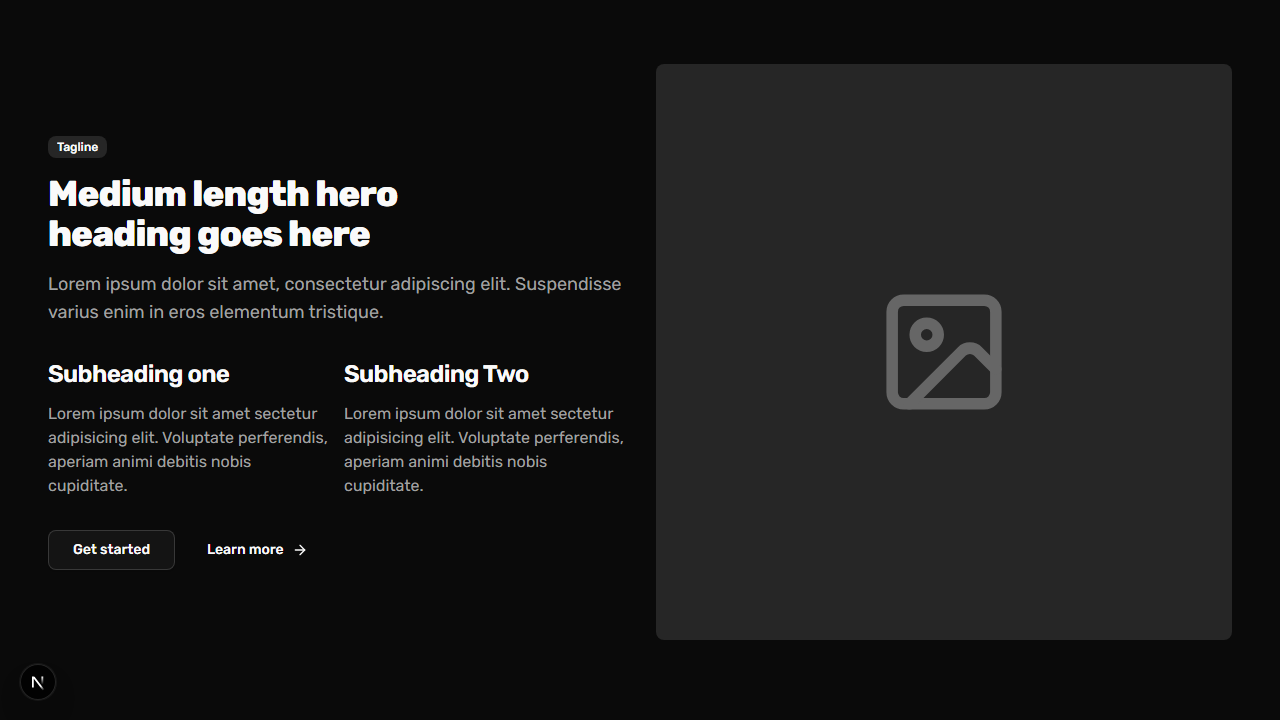 Tagline
Medium length hero
heading goes here
Lorem ipsum dolor sit amet, consectetur adipiscing elit. Suspendisse
varius enim in eros elementum tristique.
Subheading one
Lorem ipsum dolor sit amet sectetur
adipisicing elit. Voluptate perferendis,
aperiam animi debitis nobis
cupiditate.
Subheading Two
Lorem ipsum dolor sit amet sectetur
adipisicing elit. Voluptate perferendis,
aperiam animi debitis nobis
cupiditate.
Get started
Learn more
N